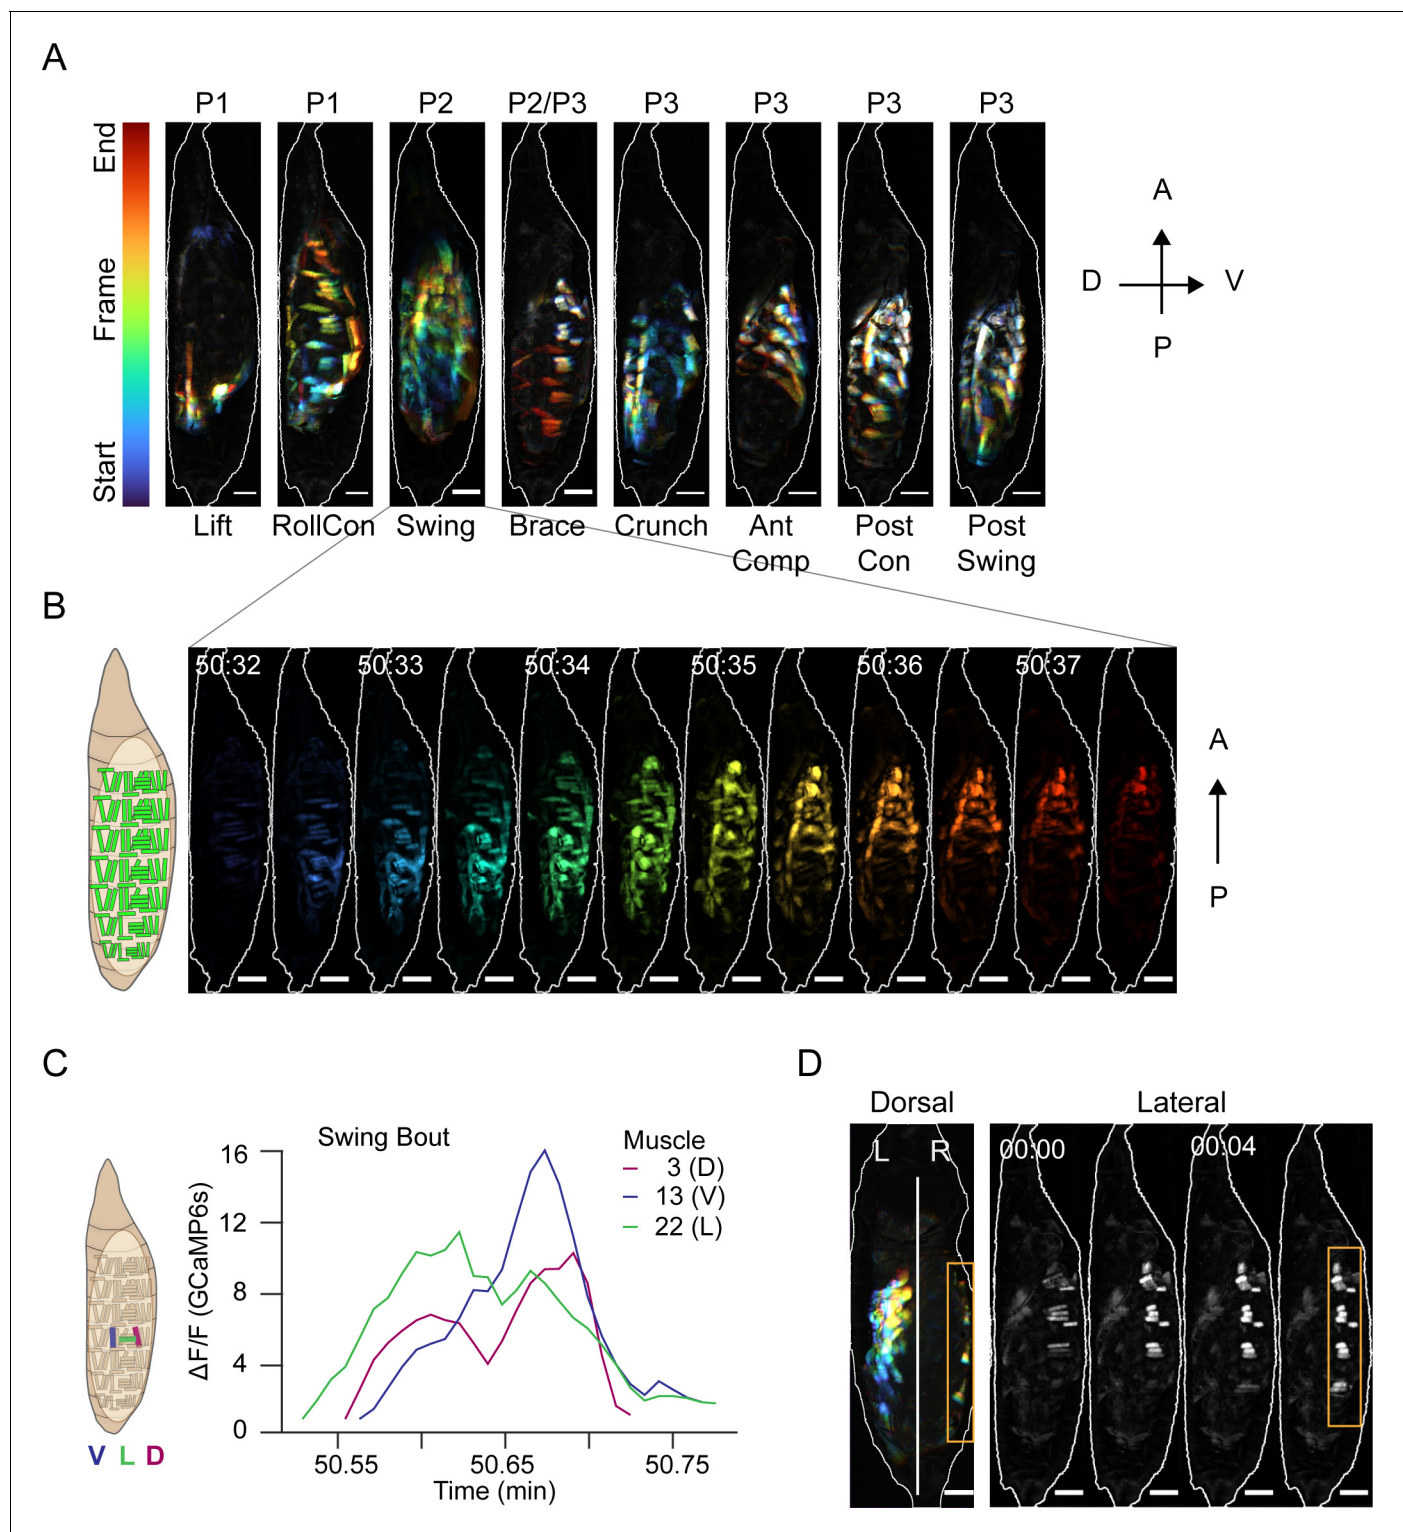 A
P1 P1 P2 P2/P3 P3 P3 P3 P3
Start Frame End
Lift RollCon Swing Brace Crunch Ant Comp Post Con Post Swing
A
D V
P
B
50:32 50:33 50:34 50:35 50:36 50:37
A
P
C
V L D
Swing Bout
Muscle
3 (D)
13 (V)
22 (L)
ΔF/F (GCaMP6s)
16
12
8
4
0
50.55 50.65 50.75
Time (min)
D
Dorsal Lateral
L R
00:00 00:04